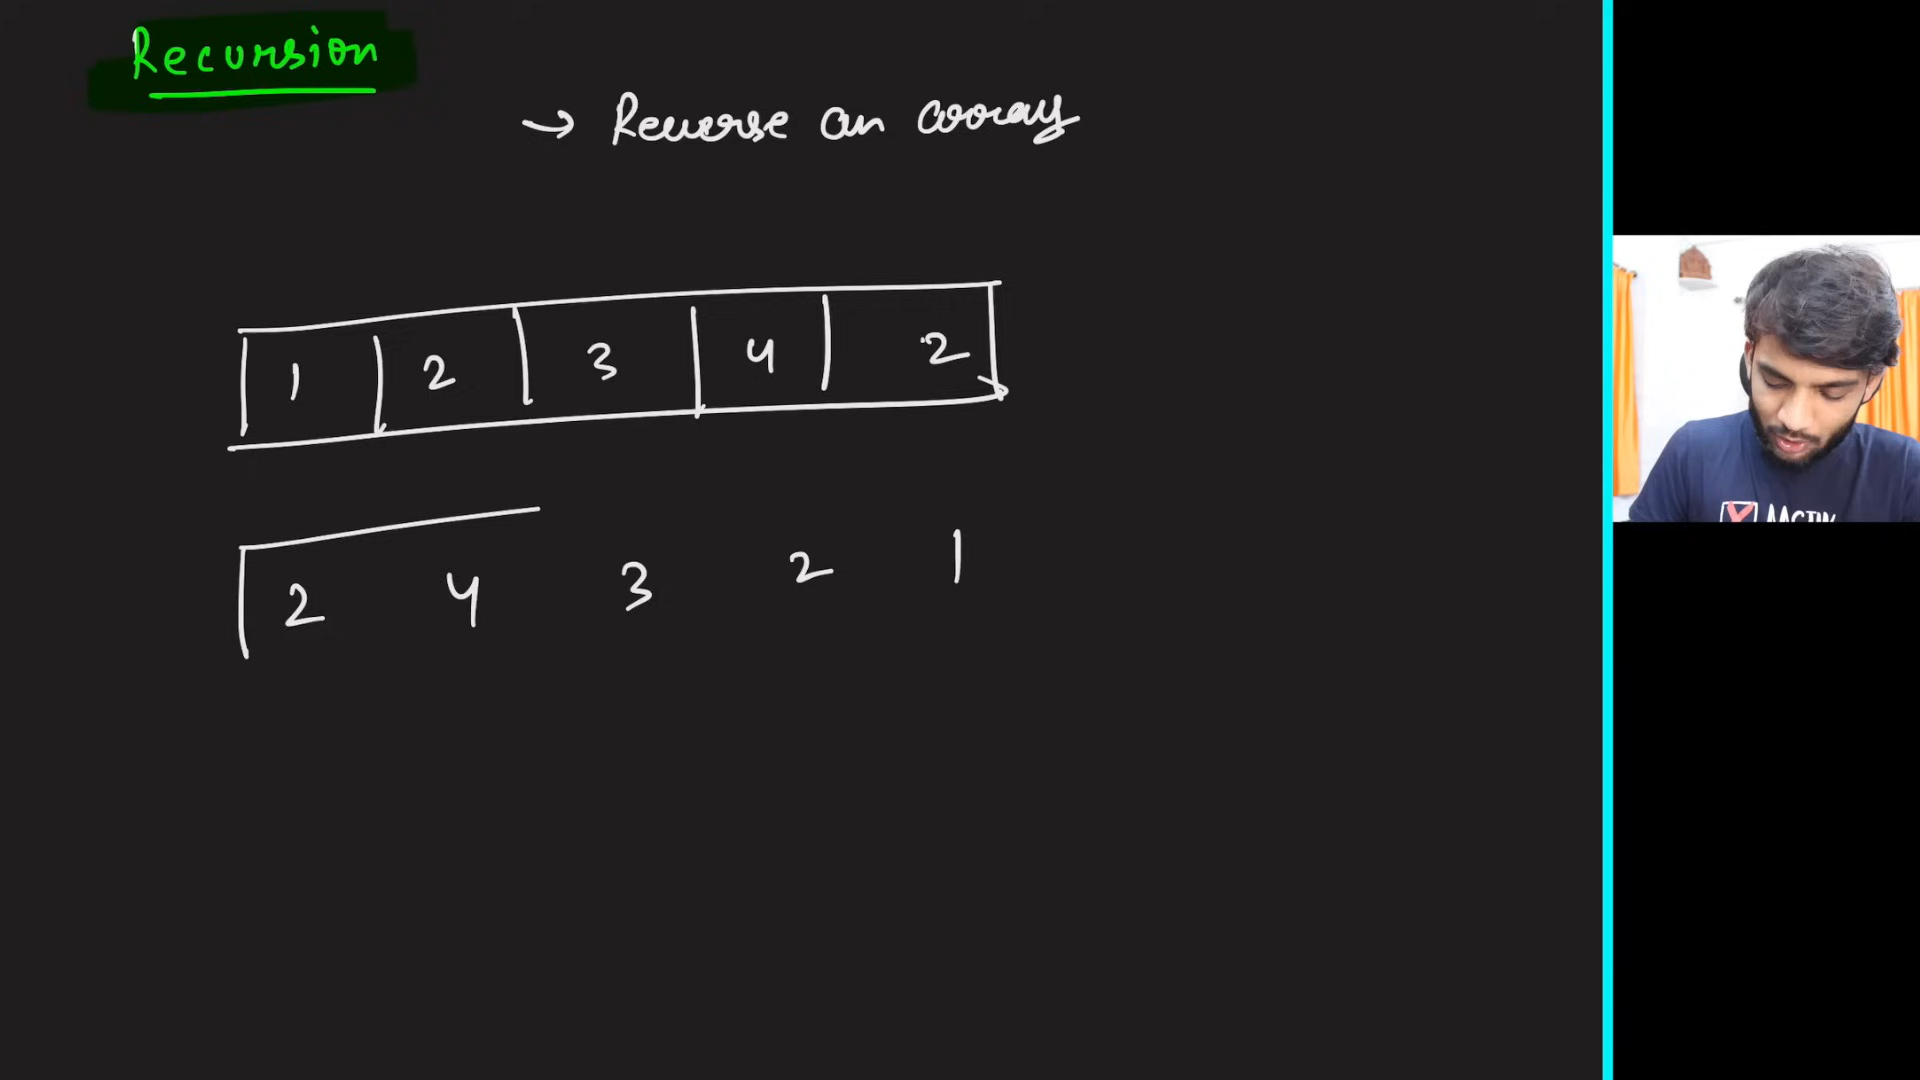 Recursion
→ Reverse an array
1 2 3 4 2
2 4 3 2 1